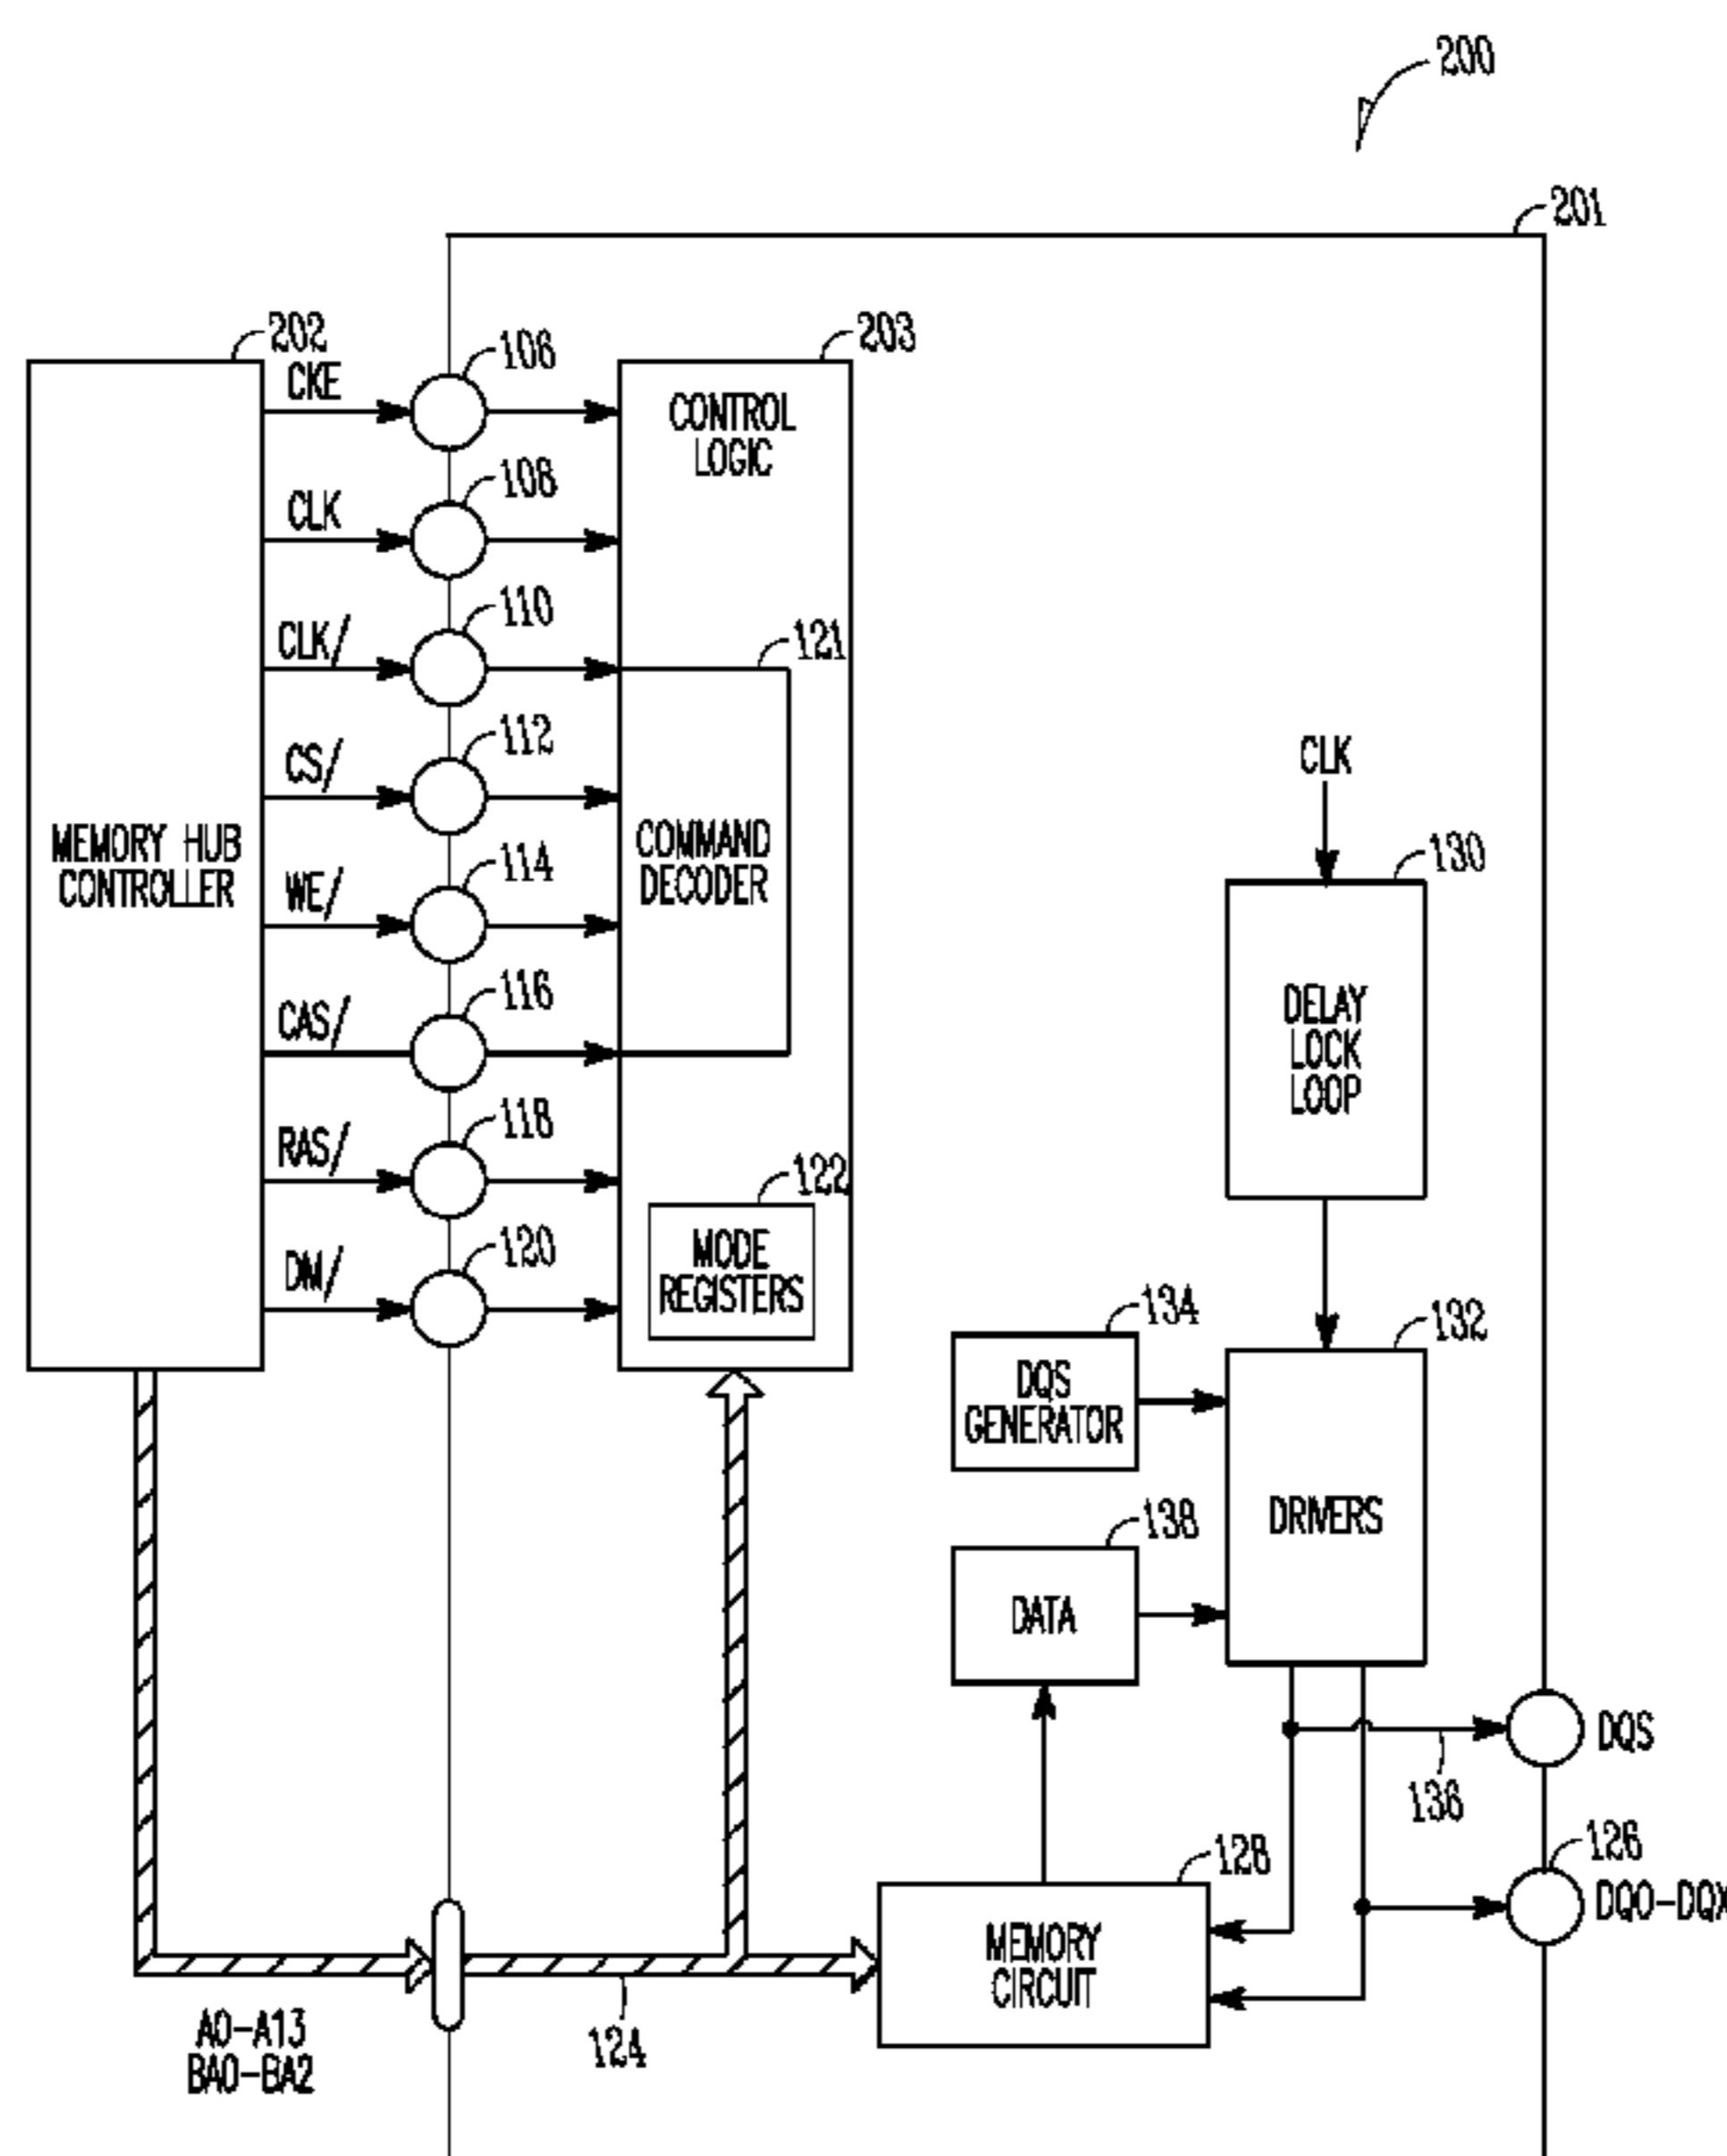 200
201
202
203
CKE
106
CONTROL
LOGIC
CLK
108
CLK/
110
121
CS/
112
CLK
MEMORY HUB
CONTROLLER
WE/
114
COMMAND
DECODER
130
CAS/
116
DELAY
LOCK
LOOP
RAS/
118
122
MODE
REGISTERS
DM/
120
134
132
DQS
GENERATOR
DRIVERS
138
DATA
DQS
136
128
126
DQ0-DQX
MEMORY
CIRCUIT
A0-A13
BA0-BA2
124